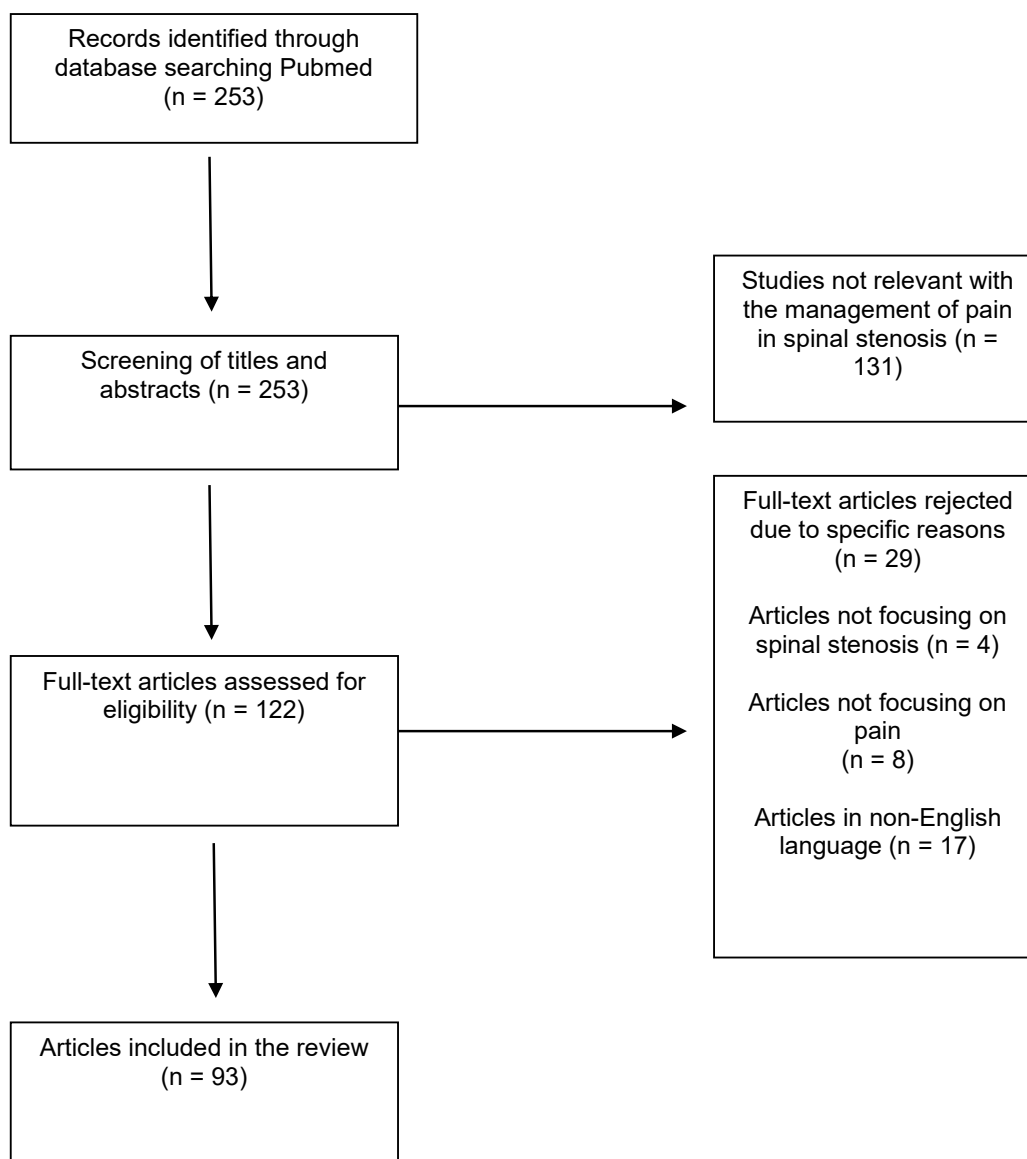 Records identified through
database searching Pubmed
(n = 253)
Screening of titles and
abstracts (n = 253)
Studies not relevant with
the management of pain
in spinal stenosis (n =
131)
Full-text articles assessed for
eligibility (n = 122)
Full-text articles rejected
due to specific reasons
(n = 29)
Articles not focusing on
spinal stenosis (n = 4)
Articles not focusing on
pain
(n = 8)
Articles in non-English
language (n = 17)
Articles included in the review
(n = 93)